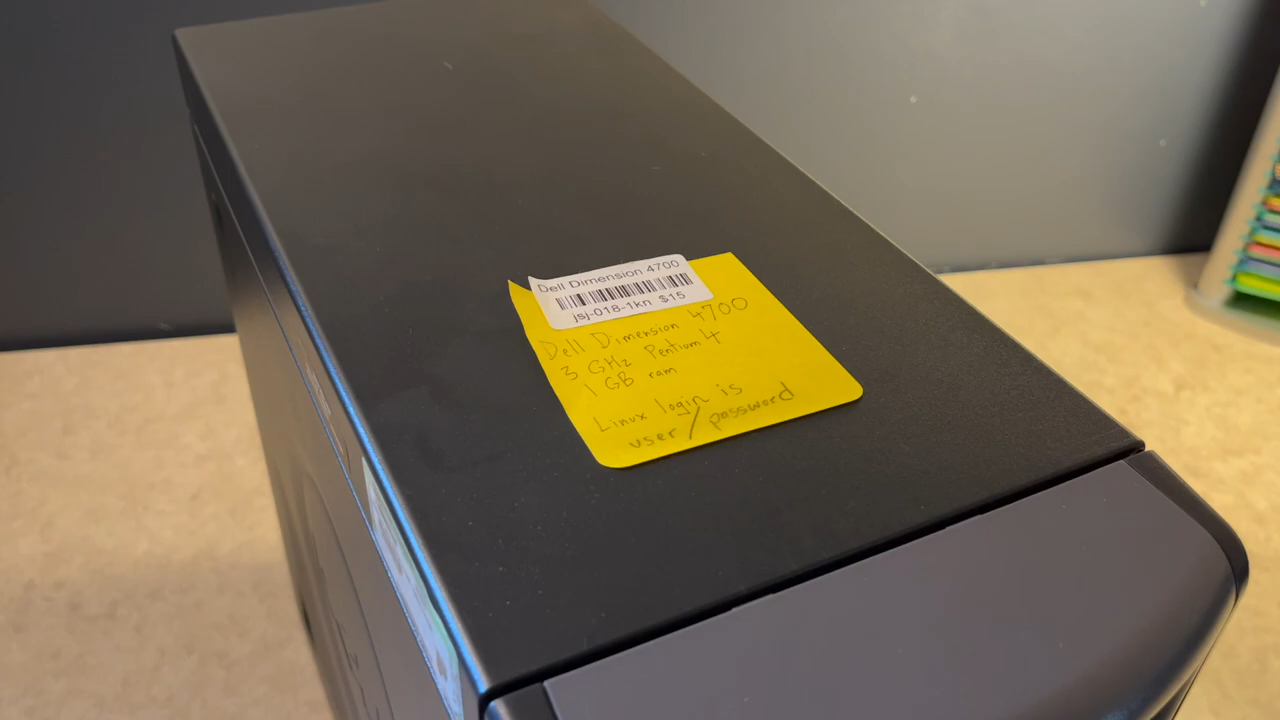 Dell Dimension 4700
jsj-018-1kn $15
Dell Dimension 4700
3 GHz Pentium 4
1 GB ram
Linux login is
user/password